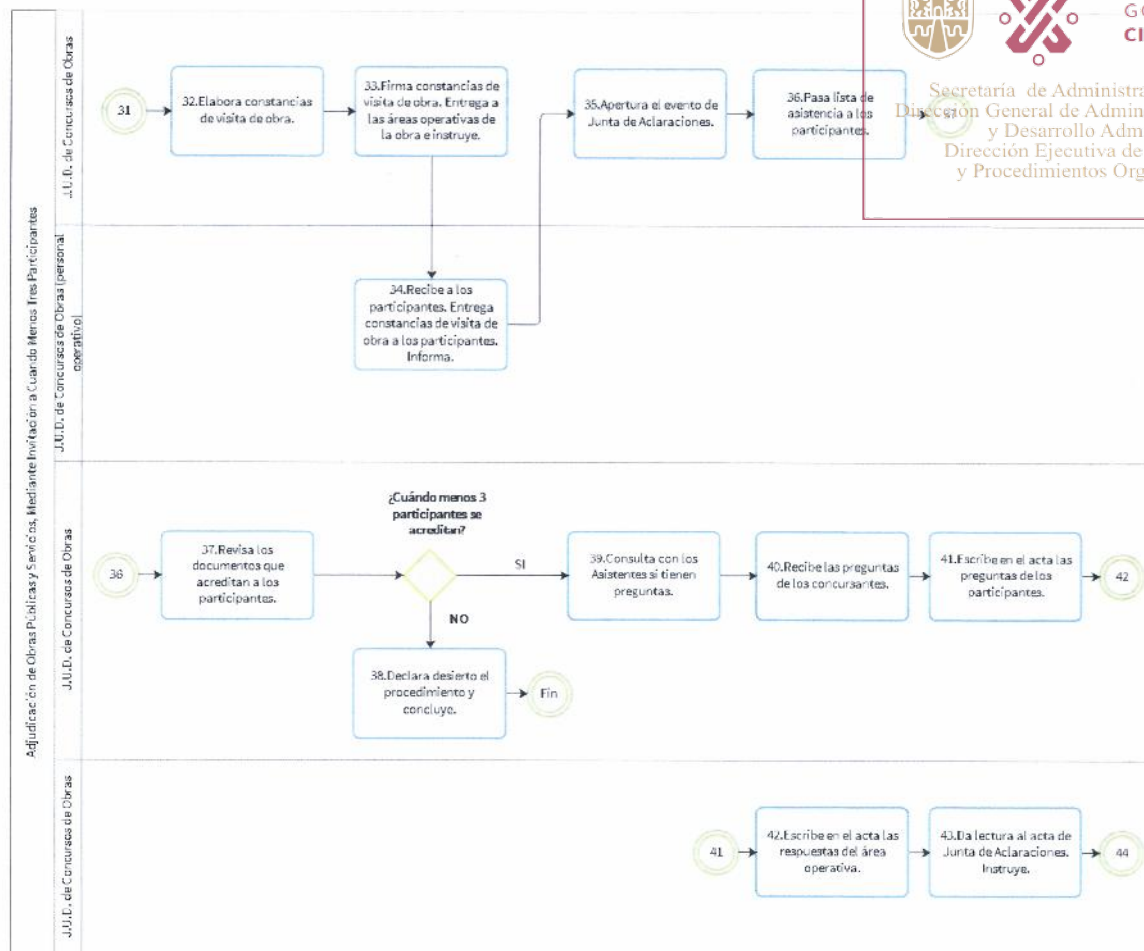 GO
CI
Secretaría de Administra
Dirección General de Admin
y Desarrollo Adm
Dirección Ejecutiva de
y Procedimientos Org
Adjudicación de Obras Públicas y Servicios, Mediante Invitación a Cuando Menos Tres Participantes
J.U.D. de Concursos de Obras
31
32.Elabora constancias
de visita de obra.
33.Firma constancias de
visita de obra. Entrega a
las áreas operativas de
la obra e instruye.
35.Apertura el evento de
Junta de Aclaraciones.
36.Pasa lista de
asistencia a los
participantes.
37
J.U.D. de Concursos de Obras (personal
operativo)
34.Recibe a los
participantes. Entrega
constancias de visita de
obra a los participantes.
Informa.
J.U.D. de Concursos de Obras
36
37.Revisa los
documentos que
acreditan a los
participantes.
¿Cuándo menos 3
participantes se
acreditan?
SI
NO
38.Declara desierto el
procedimiento y
concluye.
Fin
39.Consulta con los
Asistentes si tienen
preguntas.
40.Recibe las preguntas
de los concursantes.
41.Escribe en el acta las
preguntas de los
participantes.
42
J.U.D. de Concursos de Obras
41
42.Escribe en el acta las
respuestas del área
operativa.
43.Da lectura al acta de
Junta de Aclaraciones.
Instruye.
44